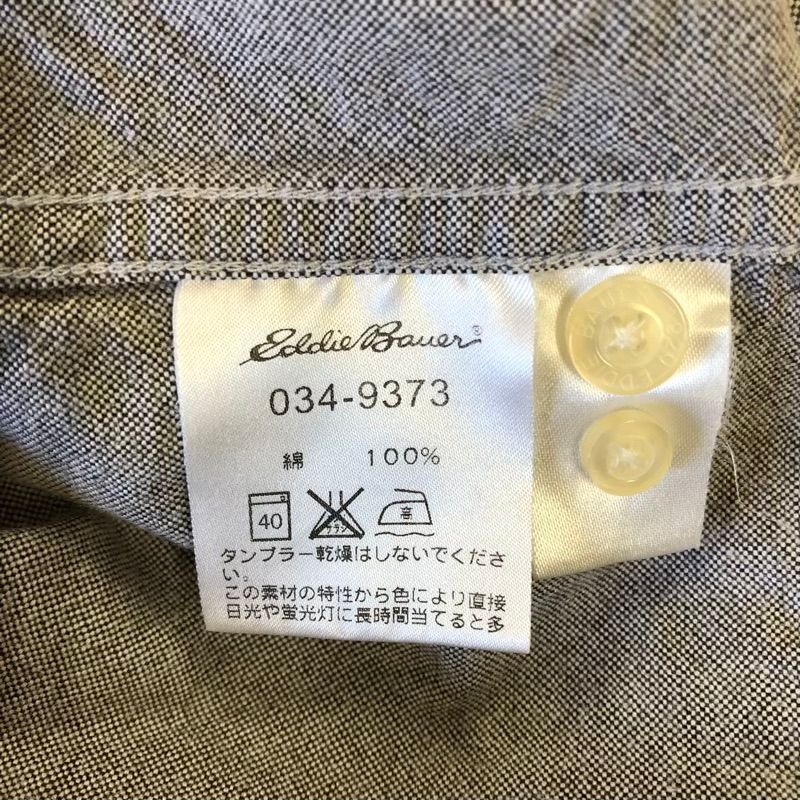 Eddie Bauer®
034-9373
綿 100%
40
高
タンブラー乾燥はしないでくださ
い。
この素材の特性から色により直接
日光や蛍光灯に長時間当てると多